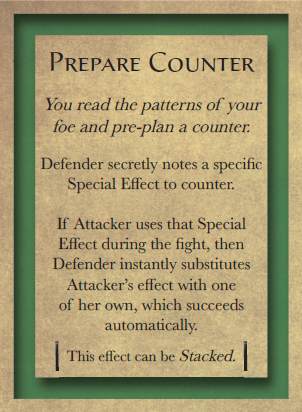 Prepare Counter
You read the patterns of your
foe and pre-plan a counter.
Defender secretly notes a specific
Special Effect to counter.
If Attacker uses that Special
Effect during the fight, then
Defender instantly substitutes
Attacker's effect with one
of her own, which succeeds
automatically.
This effect can be Stacked.